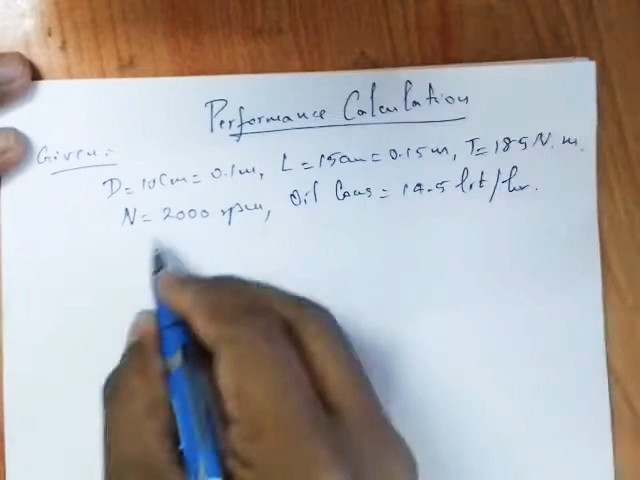 Performance Calculation
Given:
D = 10cm = 0.1m, L = 15cm = 0.15m, T = 185 N.m.
N = 2000 rpm, Oil Cons = 14.5 lit/hr.